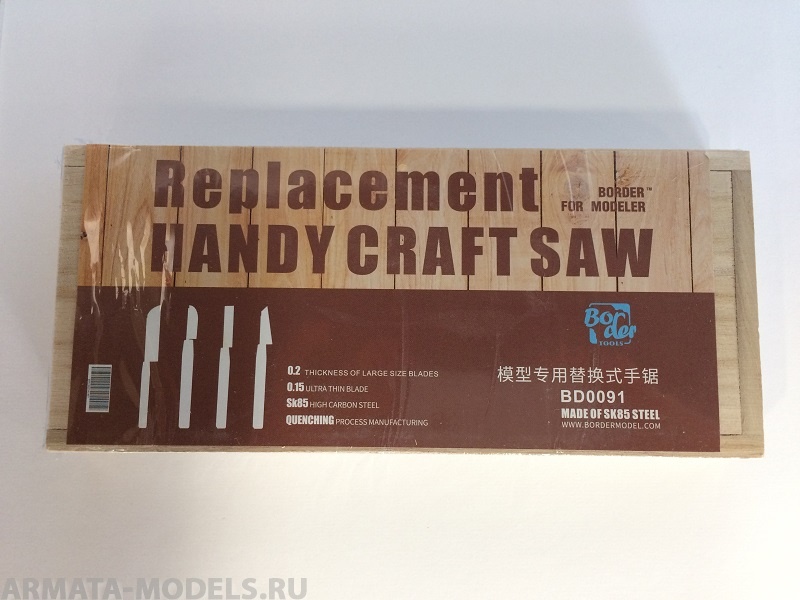 Replacement
BORDER™
FOR MODELER
HANDY CRAFT SAW
Border
TOOLS
0.2 THICKNESS OF LARGE SIZE BLADES
0.15 ULTRA THIN BLADE
Sk85 HIGH CARBON STEEL
QUENCHING PROCESS MANUFACTURING
模型专用替换式手锯
BD0091
MADE OF SK85 STEEL
WWW.BORDERMODEL.COM
ARMATA-MODELS.RU